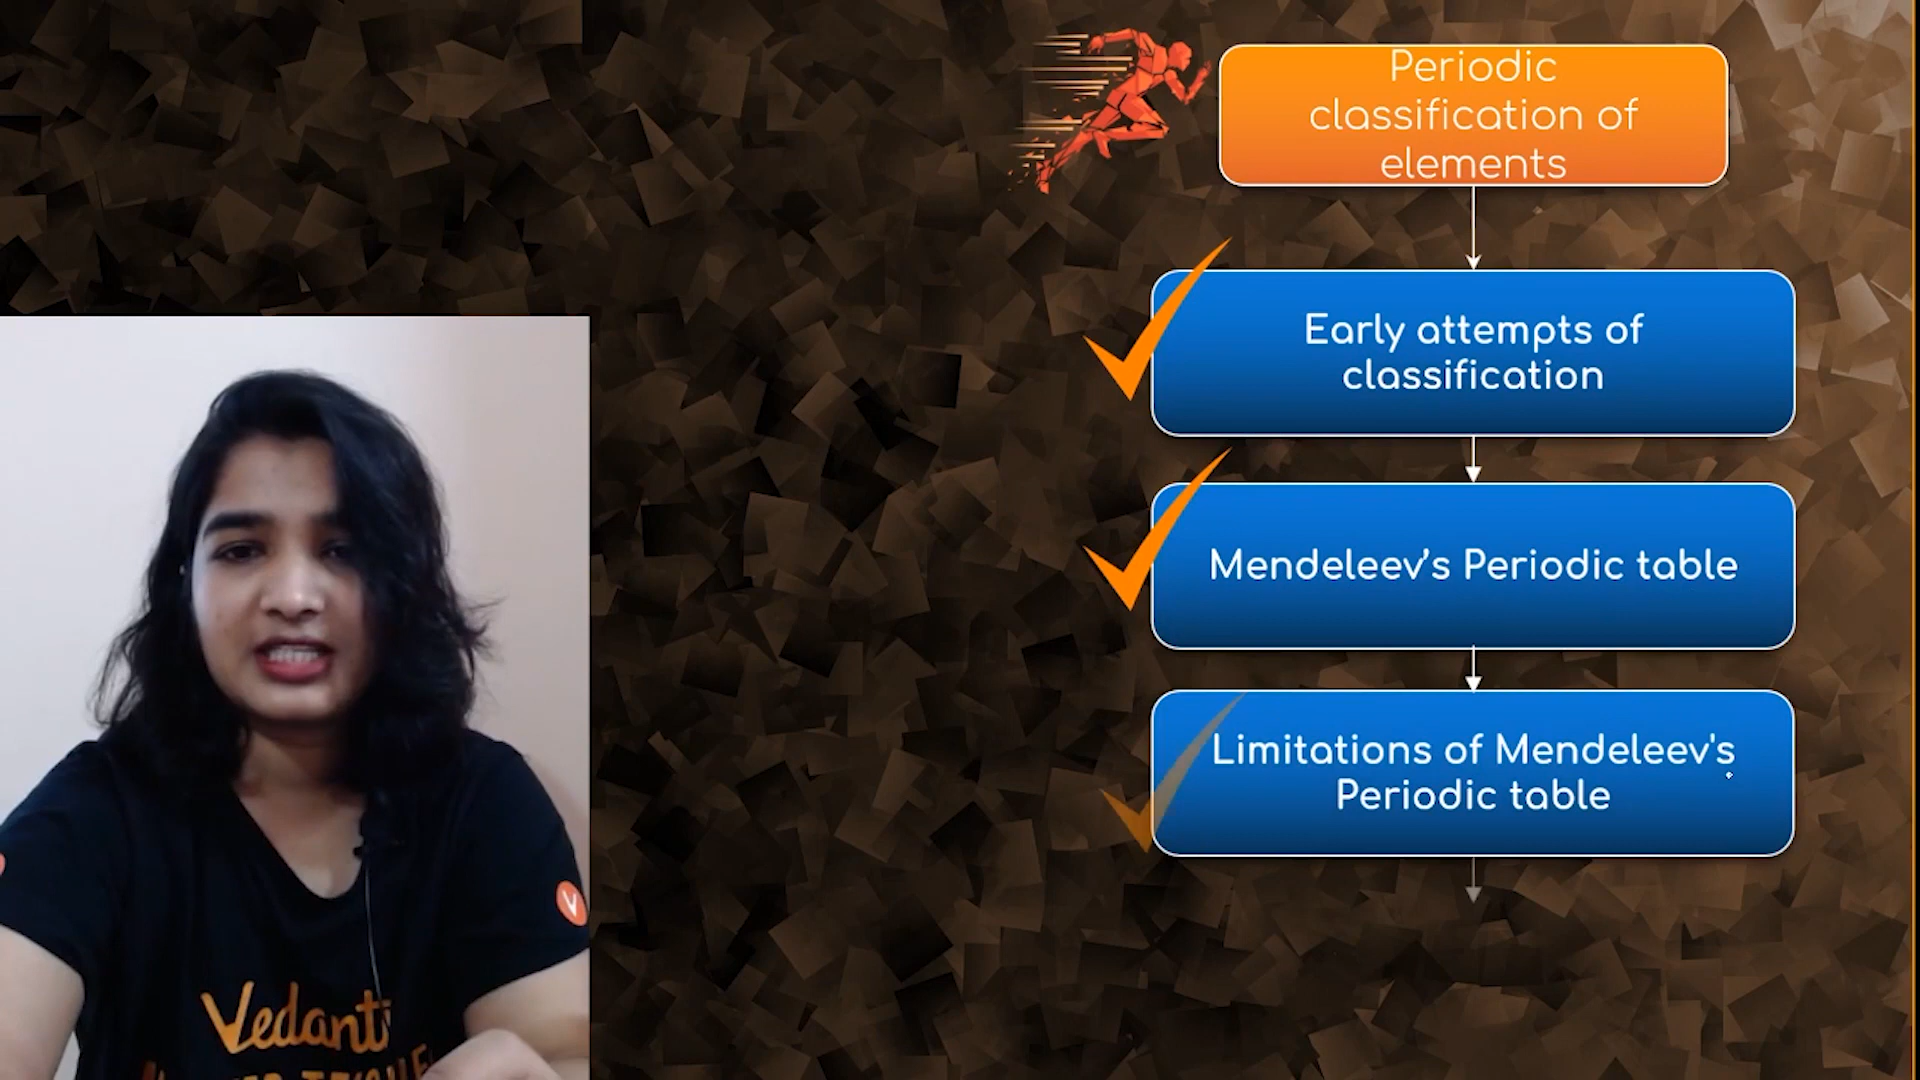 Periodic
classification of
elements
Early attempts of
classification
Mendeleev’s Periodic table
Limitations of Mendeleev's
Periodic table
V
Vedant